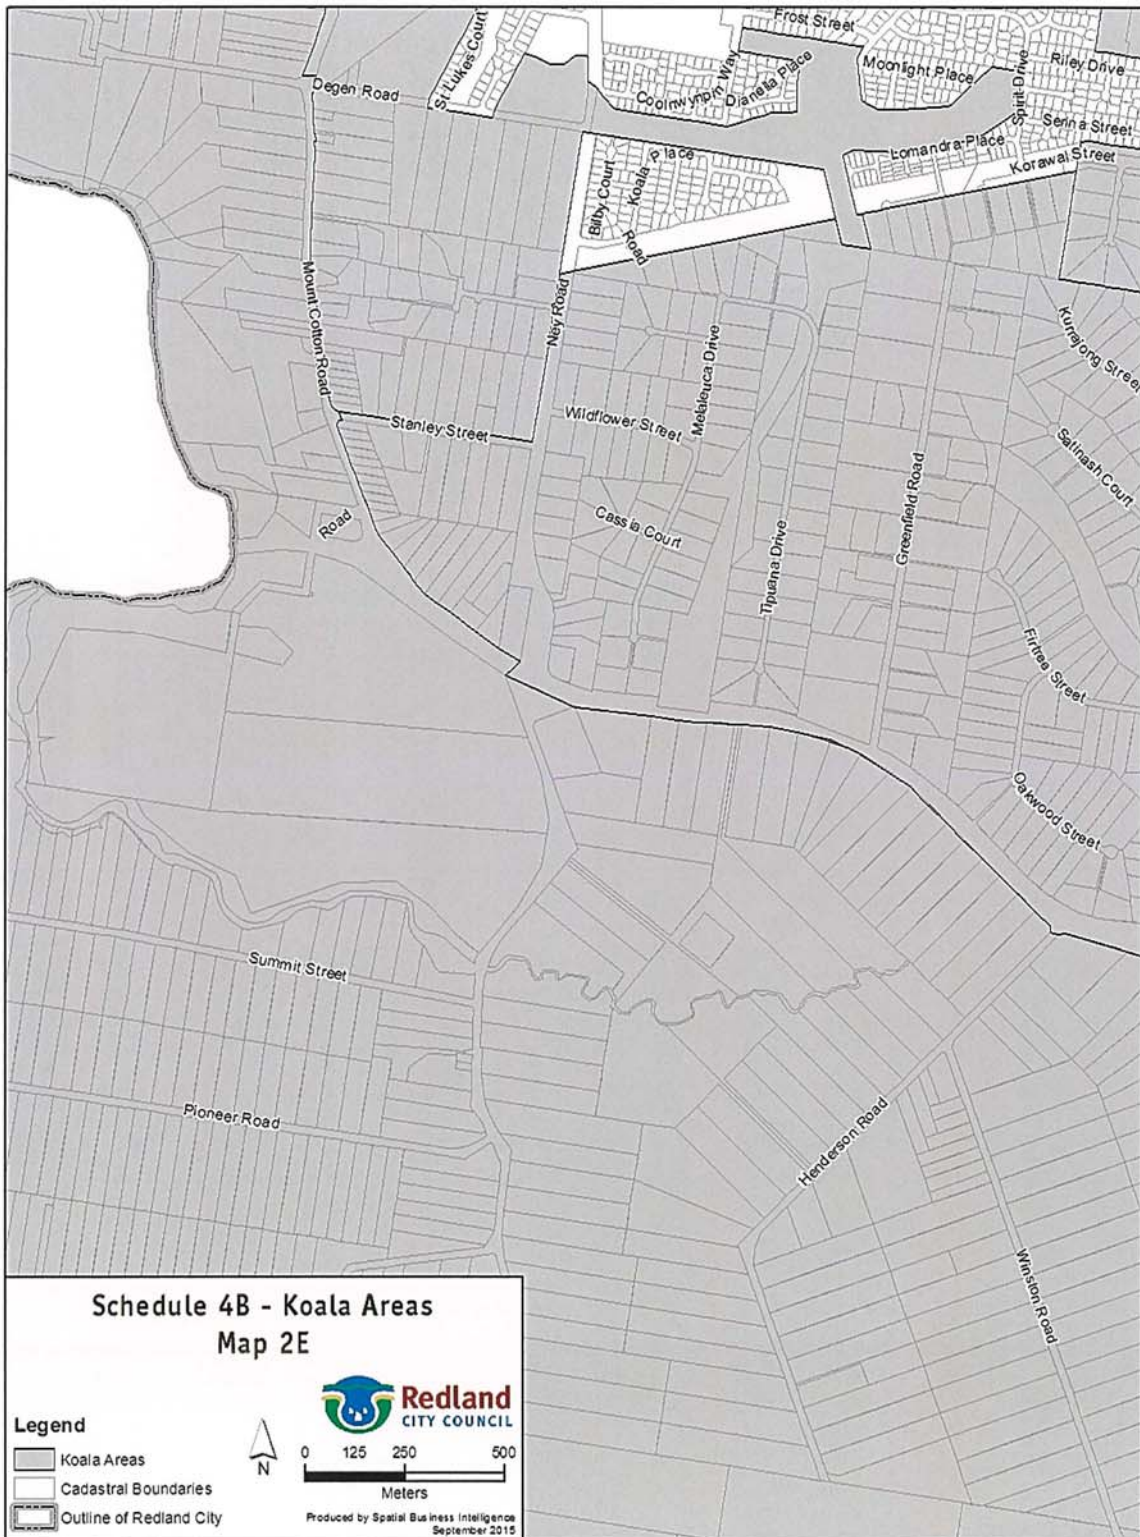 Frost Street
St Lukes Court
Degen Road
Coolnwynpin Way
Dianella Place
Moonlight Place
Spirit Drive
Riley Drive
Serina Street
Lomandra Place
Korawal Street
Bilby Court
Koala Place
Road
Mount Cotton Road
Ney Road
Kurrajong Street
Melaleuca Drive
Stanley Street
Wildflower Street
Satinash Court
Greenfield Road
Road
Cassia Court
Tipuana Drive
Firtree Street
Oakwood Street
Summit Street
Pioneer Road
Henderson Road
Winston Road
Schedule 4B - Koala Areas
Map 2E
Redland
CITY COUNCIL
Legend
Koala Areas
Cadastral Boundaries
Outline of Redland City
N
0 125 250 500
Meters
Produced by Spatial Business Intelligence
September 2015